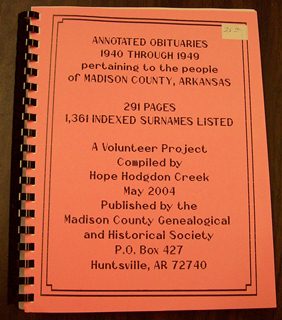 ANNOTATED OBITUARIES
1940 THROUGH 1949
pertaining to the people
of MADISON COUNTY, ARKANSAS
291 PAGES
1,361 INDEXED SURNAMES LISTED
A Volunteer Project
Compiled by
Hope Hodgdon Creek
May 2004
Published by the
Madison County Genealogical
and Historical Society
P.O. Box 427
Huntsville, AR 72740